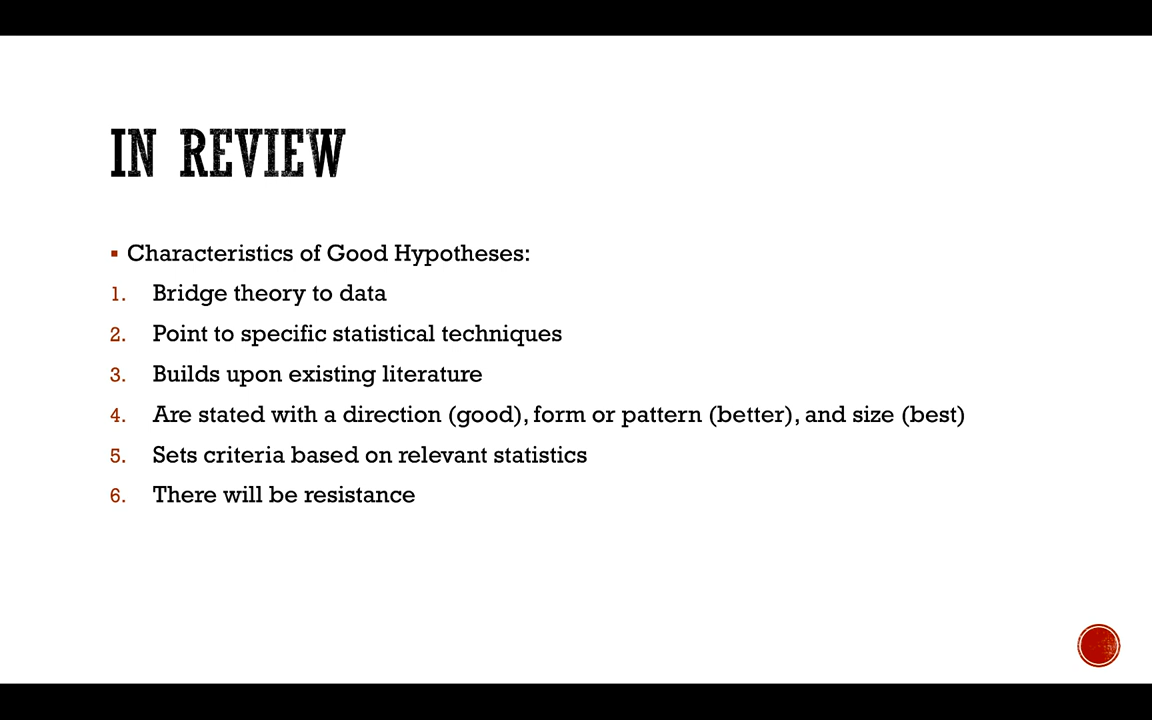 IN REVIEW
▪ Characteristics of Good Hypotheses:
1. Bridge theory to data
2. Point to specific statistical techniques
3. Builds upon existing literature
4. Are stated with a direction (good), form or pattern (better), and size (best)
5. Sets criteria based on relevant statistics
6. There will be resistance